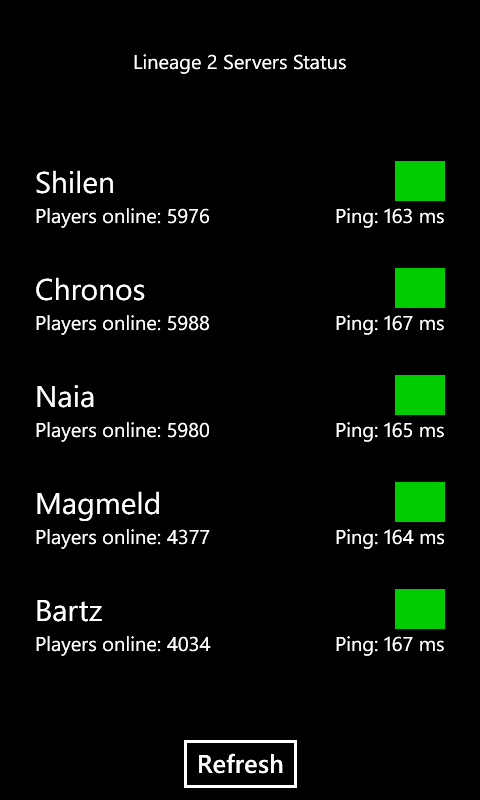 Lineage 2 Servers Status
Shilen
Players online: 5976 Ping: 163 ms
Chronos
Players online: 5988 Ping: 167 ms
Naia
Players online: 5980 Ping: 165 ms
Magmeld
Players online: 4377 Ping: 164 ms
Bartz
Players online: 4034 Ping: 167 ms
Refresh